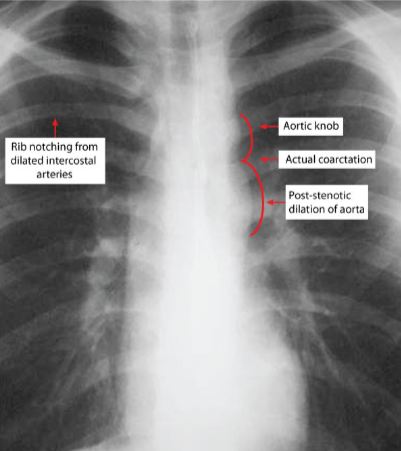 Aortic knob
Rib notching from
dilated intercostal
arteries
Actual coarctation
Post-stenotic
dilation of aorta